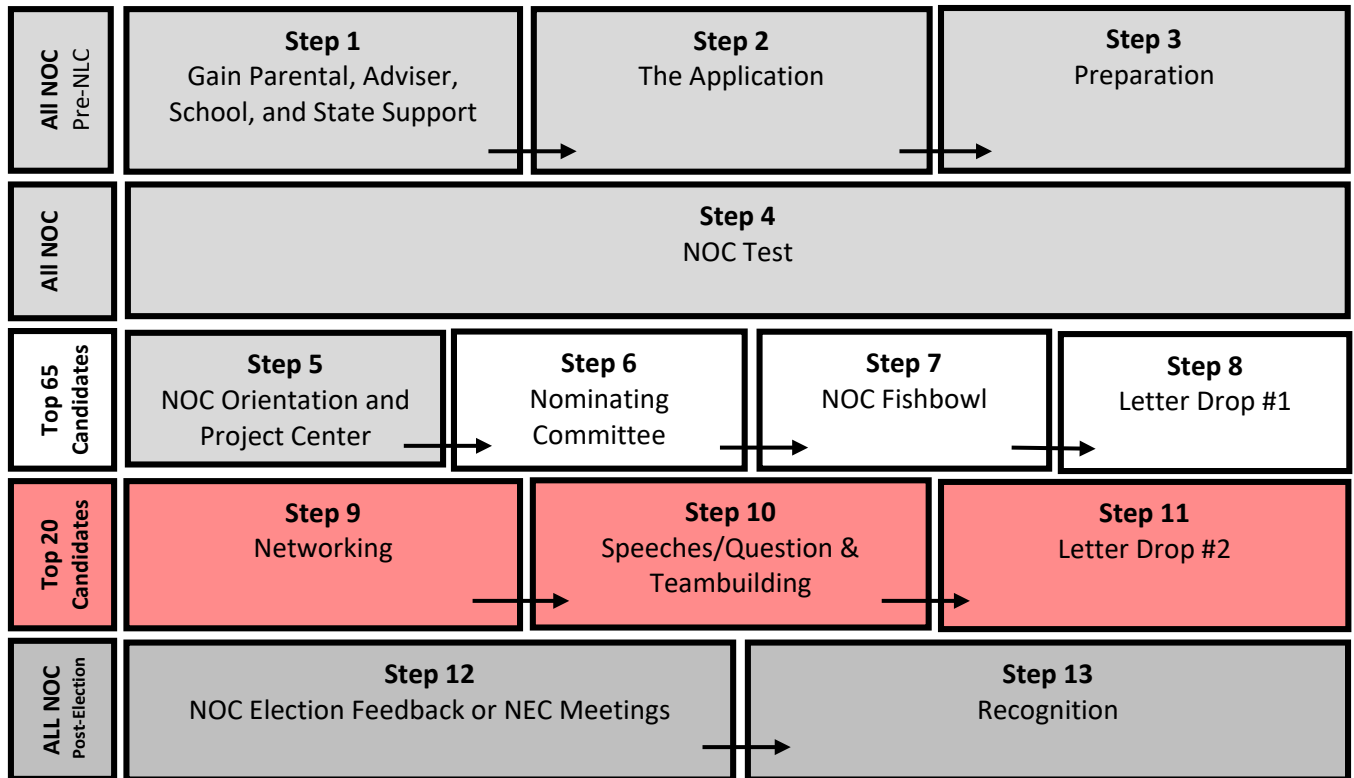 All NOC
Pre-NLC
Step 1
Gain Parental, Adviser,
School, and State Support
Step 2
The Application
Step 3
Preparation
All NOC
Step 4
NOC Test
Top 65
Candidates
Step 5
NOC Orientation and
Project Center
Step 6
Nominating
Committee
Step 7
NOC Fishbowl
Step 8
Letter Drop #1
Top 20
Candidates
Step 9
Networking
Step 10
Speeches/Question &
Teambuilding
Step 11
Letter Drop #2
ALL NOC
Post-Election
Step 12
NOC Election Feedback or NEC Meetings
Step 13
Recognition